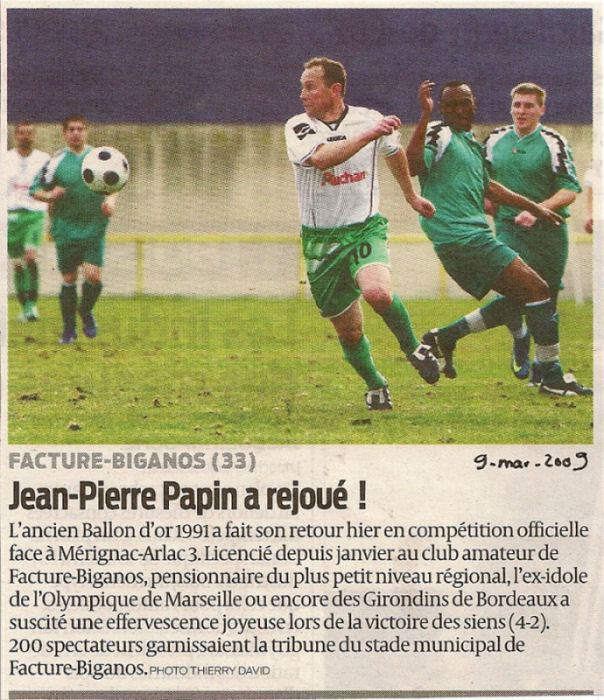 LEGEA
Auchan
10
FACTURE-BIGANOS (33)
9-mar-2009
Jean-Pierre Papin a rejoué !
L'ancien Ballon d'or 1991 a fait son retour hier en compétition officielle
face à Mérignac-Arlac 3. Licencié depuis janvier au club amateur de
Facture-Biganos, pensionnaire du plus petit niveau régional, l'ex-idole
de l'Olympique de Marseille ou encore des Girondins de Bordeaux a
suscité une effervescence joyeuse lors de la victoire des siens (4-2).
200 spectateurs garnissaient la tribune du stade municipal de
Facture-Biganos. PHOTO THIERRY DAVID